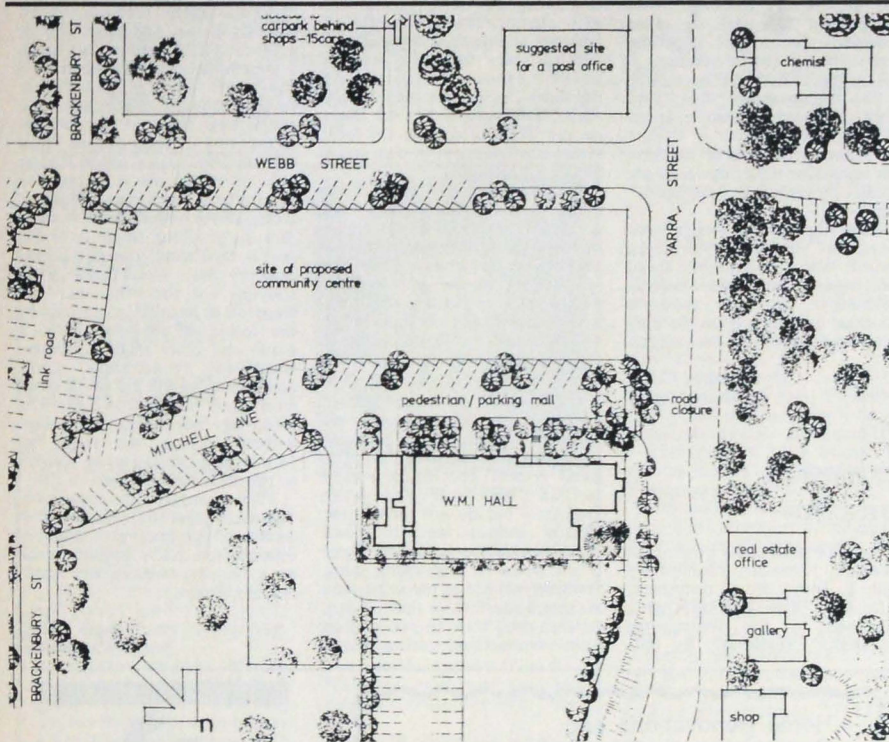 access to
carpark behind
shops-15cars
BRACKENBURY ST
suggested site
for a post office
chemist
WEBB STREET
YARRA STREET
site of proposed
community centre
link road
pedestrian / parking mall
road
closure
MITCHELL AVE
W.M.I HALL
real estate
office
gallery
BRACKENBURY ST
shop
n